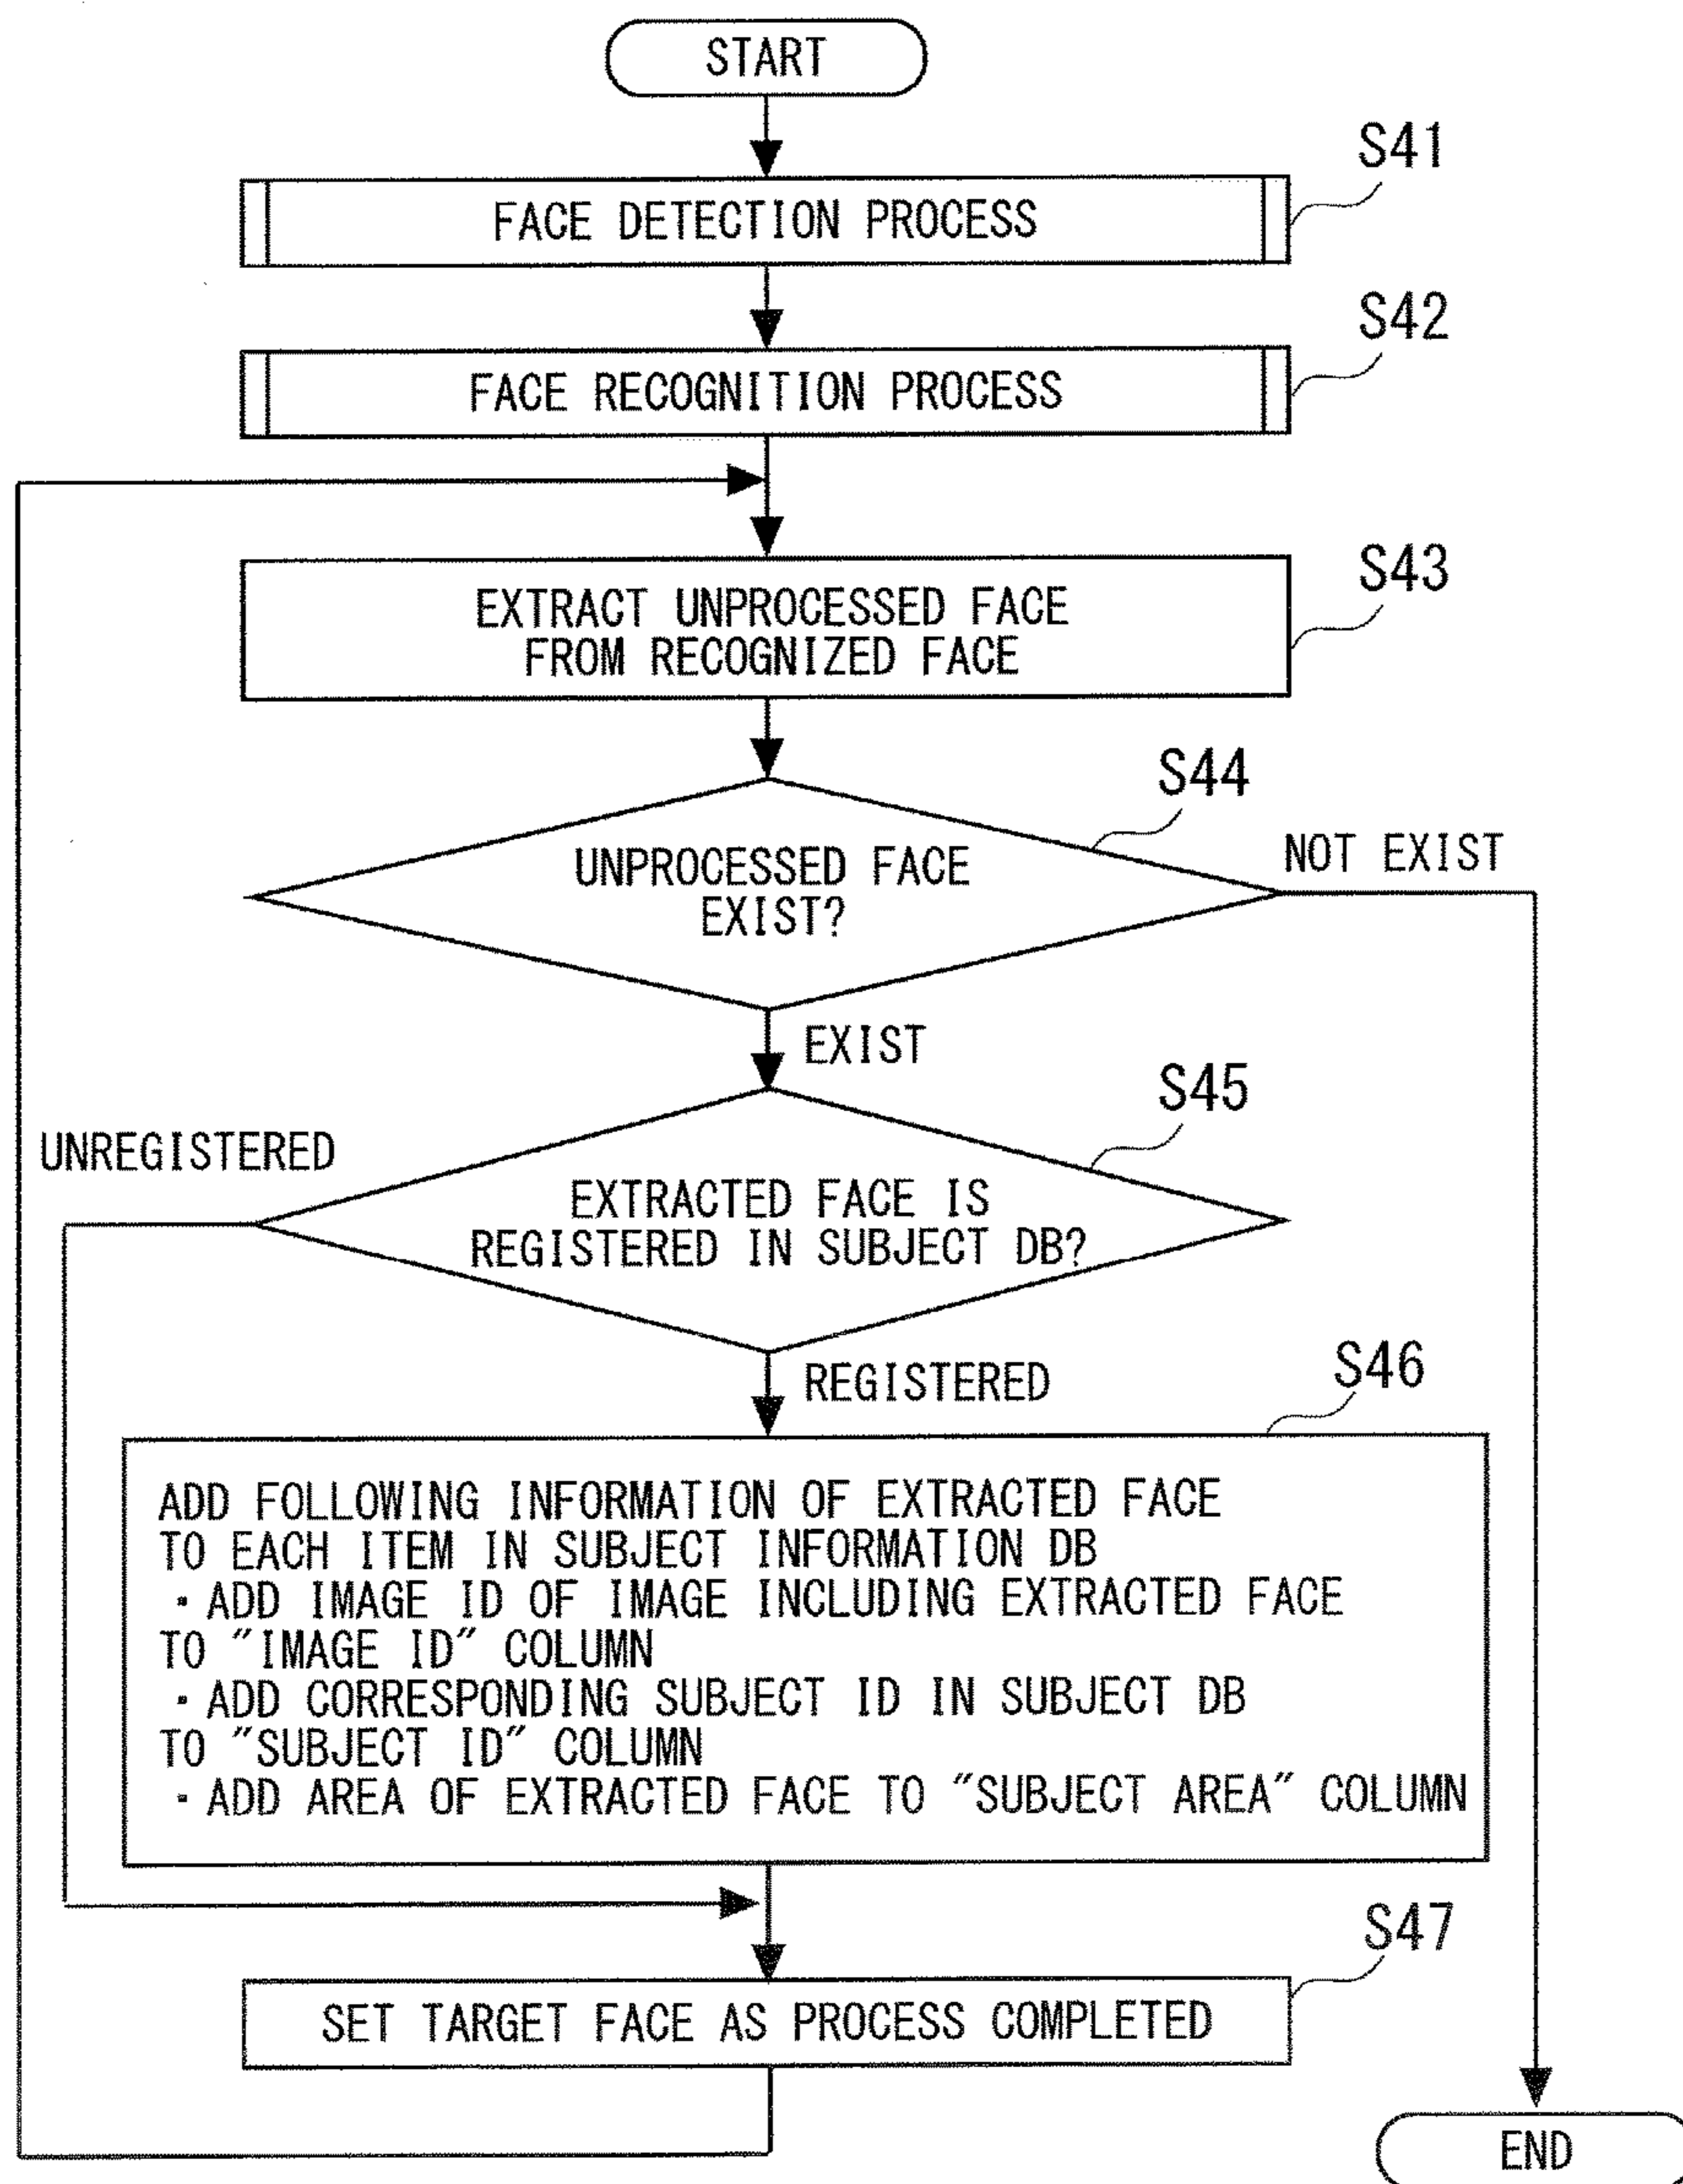 START
S41
FACE DETECTION PROCESS
S42
FACE RECOGNITION PROCESS
S43
EXTRACT UNPROCESSED FACE
FROM RECOGNIZED FACE
S44
NOT EXIST
UNPROCESSED FACE
EXIST?
EXIST
S45
UNREGISTERED
EXTRACTED FACE IS
REGISTERED IN SUBJECT DB?
REGISTERED
S46
ADD FOLLOWING INFORMATION OF EXTRACTED FACE
TO EACH ITEM IN SUBJECT INFORMATION DB
・ADD IMAGE ID OF IMAGE INCLUDING EXTRACTED FACE
TO "IMAGE ID" COLUMN
・ADD CORRESPONDING SUBJECT ID IN SUBJECT DB
TO "SUBJECT ID" COLUMN
・ADD AREA OF EXTRACTED FACE TO "SUBJECT AREA" COLUMN
S47
SET TARGET FACE AS PROCESS COMPLETED
END